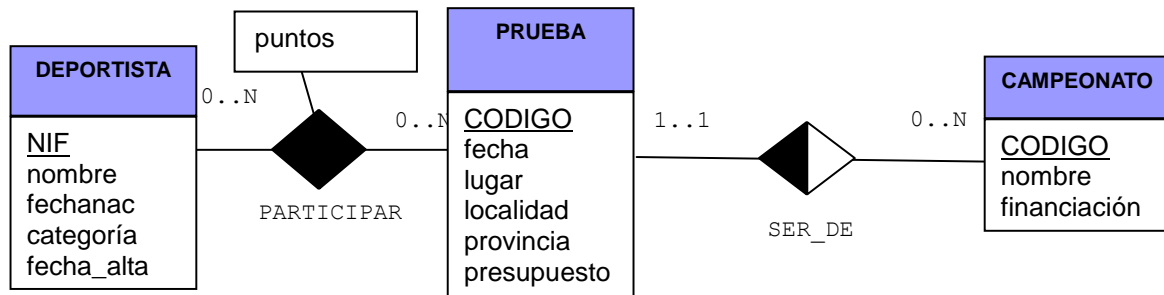 DEPORTISTA
NIF
nombre
fechanac
categoría
fecha_alta
0..N
puntos
PARTICIPAR
0..N
PRUEBA
CODIGO
fecha
lugar
localidad
provincia
presupuesto
1..1
SER_DE
0..N
CAMPEONATO
CODIGO
nombre
financiación